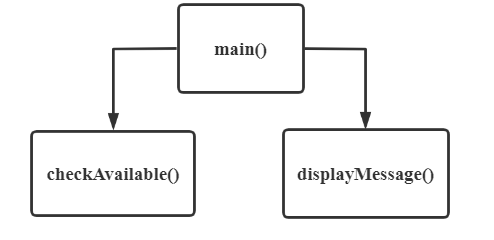 main()
checkAvailable()
displayMessage()